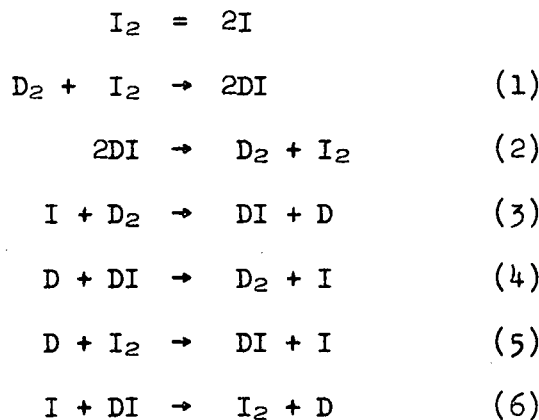 I₂ = 2I
D₂ + I₂ → 2DI (1)
2DI → D₂ + I₂ (2)
I + D₂ → DI + D (3)
D + DI → D₂ + I (4)
D + I₂ → DI + I (5)
I + DI → I₂ + D (6)